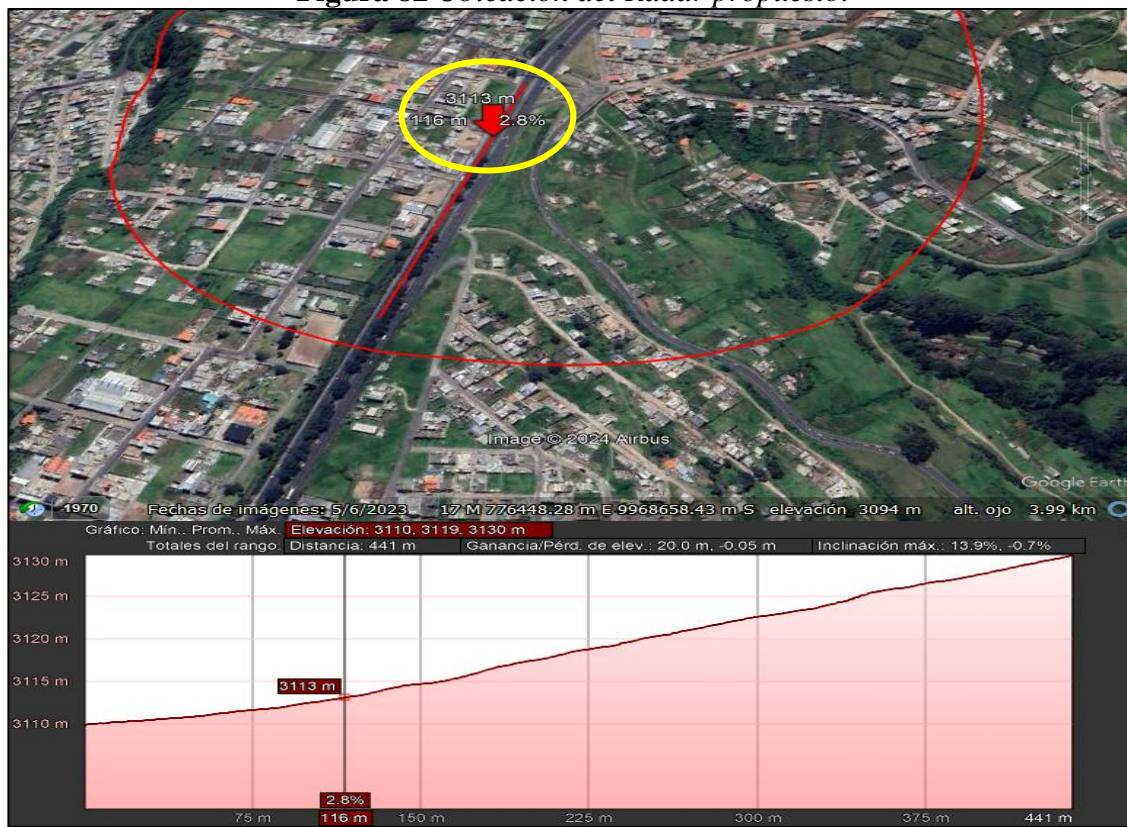 Figura 82 Ubicación del Radar propuesto.
3113 m
116 m 2.8%
Image © 2024 Airbus
Google Earth
1970 Fechas de imágenes: 5/6/2023 17 M 776448.28 m E 9968658.43 m S elevación 3094 m alt. ojo 3.99 km
Gráfico: Mín., Prom., Máx. Elevación: 3110, 3119, 3130 m
Totales del rango: Distancia: 441 m Ganancia/Pérd. de elev.: 20.0 m, -0.05 m Inclinación máx.: 13.9%, -0.7%
3130 m
3125 m
3120 m
3115 m
3110 m
3113 m
2.8%
75 m 116 m 150 m 225 m 300 m 375 m 441 m